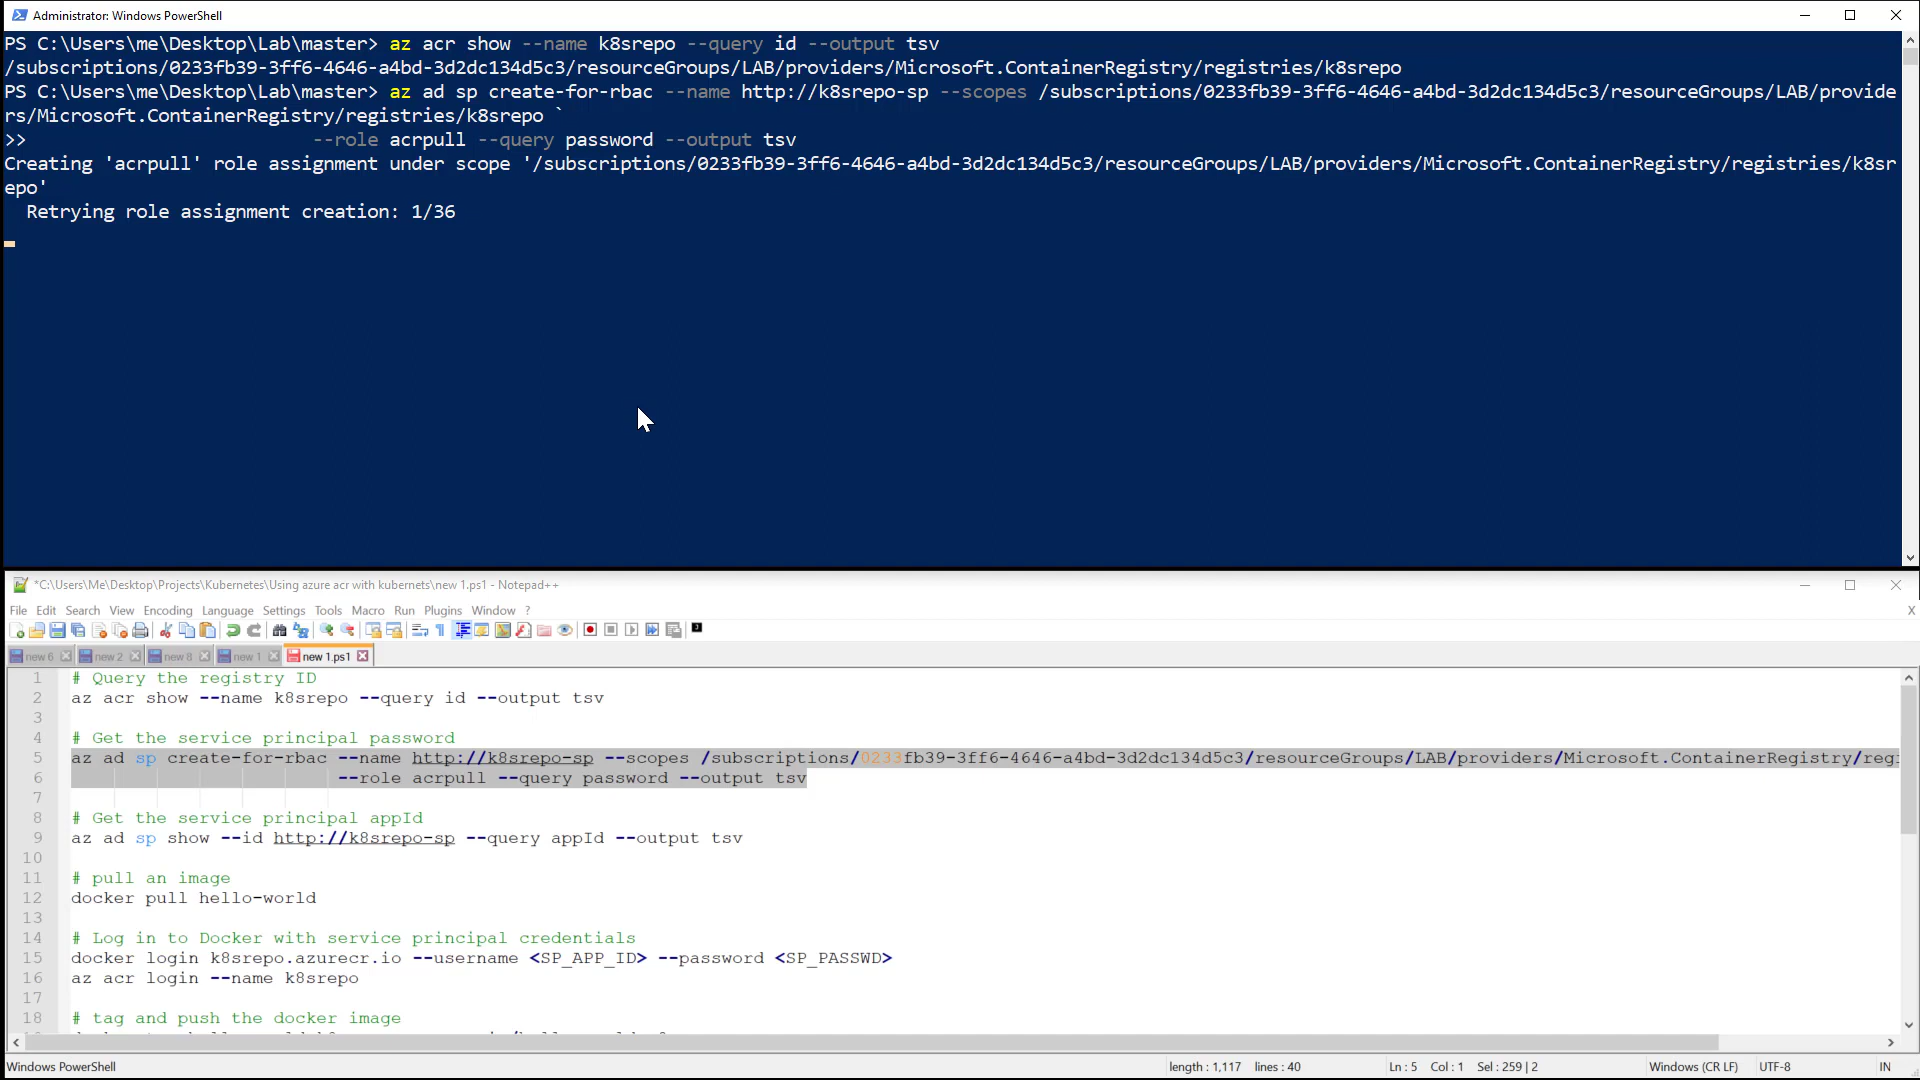 Administrator: Windows PowerShell
PS C:\Users\me\Desktop\Lab\master> az acr show --name k8srepo --query id --output tsv
/subscriptions/0233fb39-3ff6-4646-a4bd-3d2dc134d5c3/resourceGroups/LAB/providers/Microsoft.ContainerRegistry/registries/k8srepo
PS C:\Users\me\Desktop\Lab\master> az ad sp create-for-rbac --name http://k8srepo-sp --scopes /subscriptions/0233fb39-3ff6-4646-a4bd-3d2dc134d5c3/resourceGroups/LAB/provide
rs/Microsoft.ContainerRegistry/registries/k8srepo `
>> --role acrpull --query password --output tsv
Creating 'acrpull' role assignment under scope '/subscriptions/0233fb39-3ff6-4646-a4bd-3d2dc134d5c3/resourceGroups/LAB/providers/Microsoft.ContainerRegistry/registries/k8sr
epo'
Retrying role assignment creation: 1/36
*C:\Users\Me\Desktop\Projects\Kubernetes\Using azure acr with kubernets\new 1.ps1 - Notepad++
File Edit Search View Encoding Language Settings Tools Macro Run Plugins Window ? X
new 6 new 2 new 8 new 1 new 1.ps1
1 # Query the registry ID
2 az acr show --name k8srepo --query id --output tsv
3
4 # Get the service principal password
5 az ad sp create-for-rbac --name http://k8srepo-sp --scopes /subscriptions/0233fb39-3ff6-4646-a4bd-3d2dc134d5c3/resourceGroups/LAB/providers/Microsoft.ContainerRegistry/reg
6 --role acrpull --query password --output tsv
7
8 # Get the service principal appId
9 az ad sp show --id http://k8srepo-sp --query appId --output tsv
10
11 # pull an image
12 docker pull hello-world
13
14 # Log in to Docker with service principal credentials
15 docker login k8srepo.azurecr.io --username <SP_APP_ID> --password <SP_PASSWD>
16 az acr login --name k8srepo
17
18 # tag and push the docker image
Windows PowerShell length : 1,117 lines : 40 Ln : 5 Col : 1 Sel : 259 | 2 Windows (CR LF) UTF-8 IN